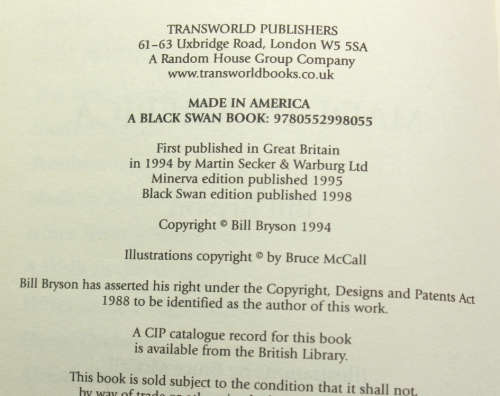 TRANSWORLD PUBLISHERS
61–63 Uxbridge Road, London W5 5SA
A Random House Group Company
www.transworldbooks.co.uk
MADE IN AMERICA
A BLACK SWAN BOOK: 9780552998055
First published in Great Britain
in 1994 by Martin Secker & Warburg Ltd
Minerva edition published 1995
Black Swan edition published 1998
Copyright © Bill Bryson 1994
Illustrations copyright © by Bruce McCall
Bill Bryson has asserted his right under the Copyright, Designs and Patents Act
1988 to be identified as the author of this work.
A CIP catalogue record for this book
is available from the British Library.
This book is sold subject to the condition that it shall not,
by way of trade or